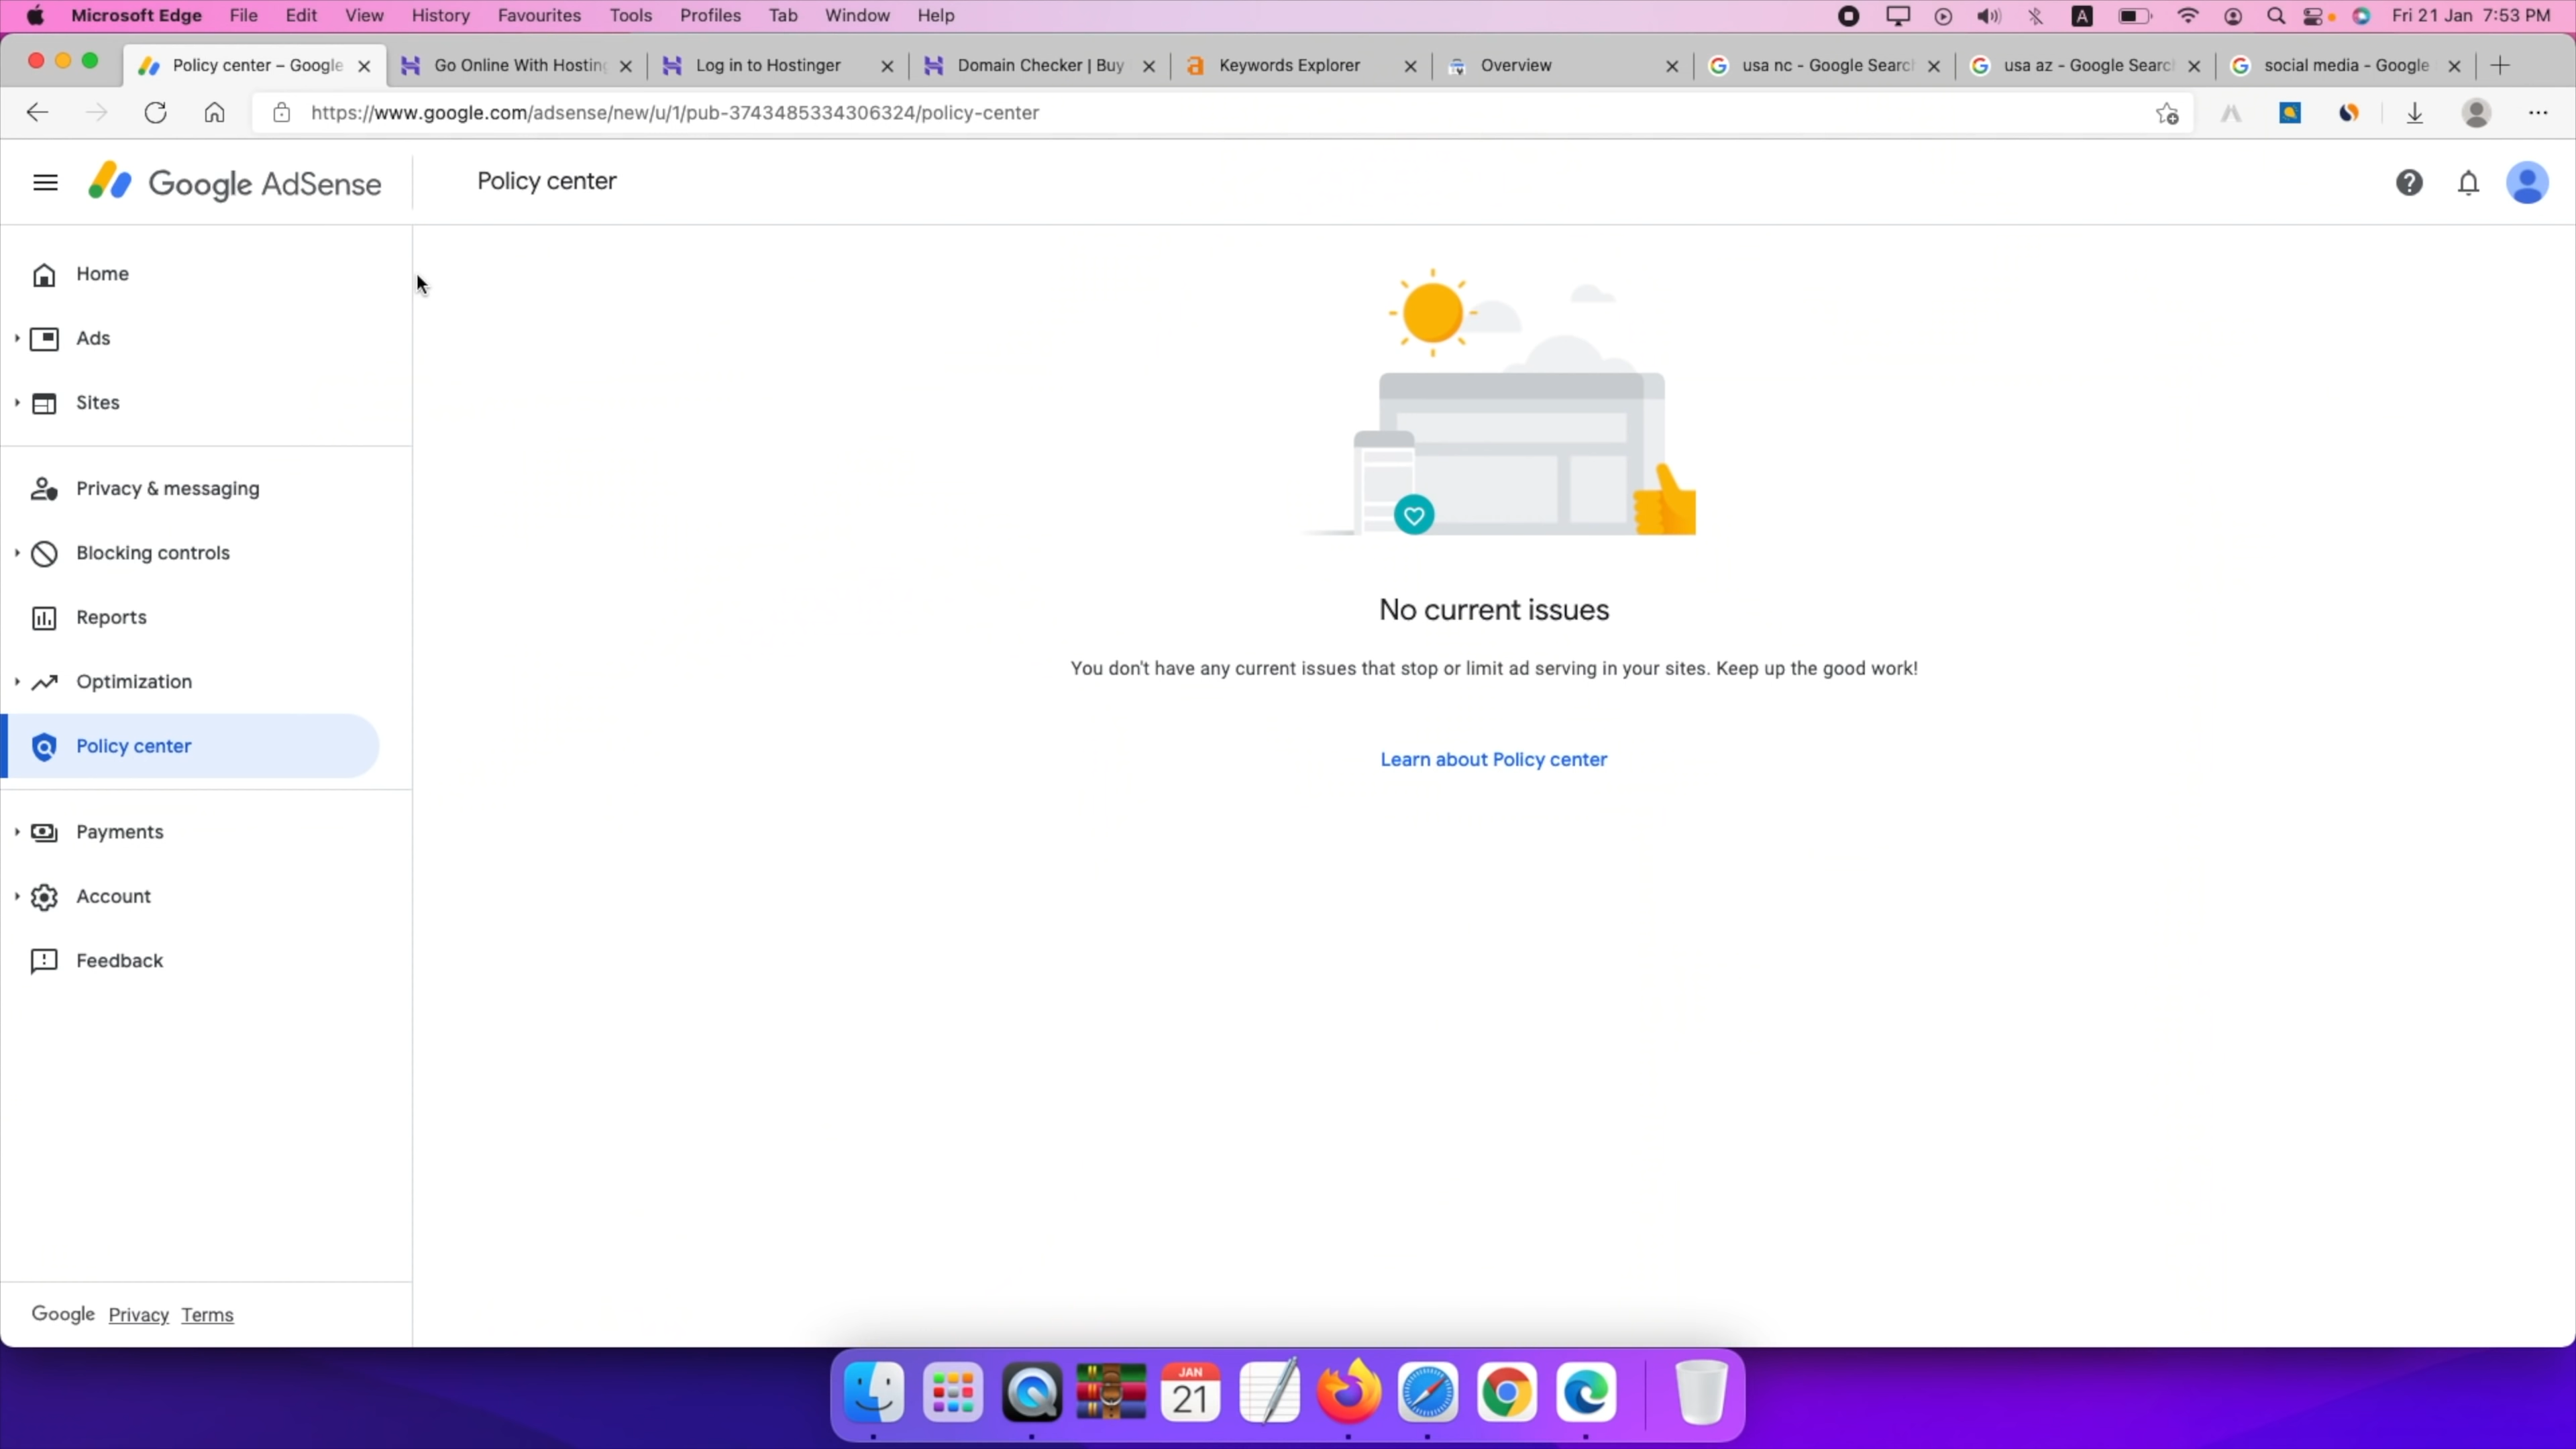 Microsoft Edge File Edit View History Favourites Tools Profiles Tab Window Help A Fri 21 Jan 7:53 PM
Policy center – Google Go Online With Hosting Log in to Hostinger Domain Checker | Buy Keywords Explorer Overview usa nc - Google Search usa az - Google Search social media - Google
https://www.google.com/adsense/new/u/1/pub-3743485334306324/policy-center
Google AdSense Policy center
Home
Ads
Sites
Privacy & messaging
Blocking controls
Reports
Optimization
Policy center
Payments
Account
Feedback
No current issues
You don't have any current issues that stop or limit ad serving in your sites. Keep up the good work!
Learn about Policy center
Google Privacy Terms
JAN
21